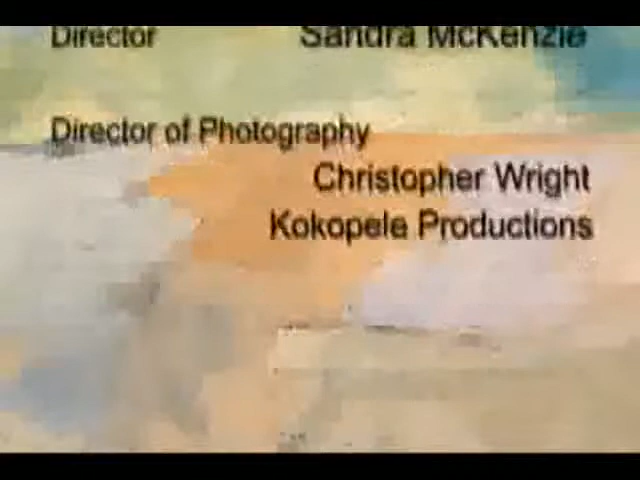 Director Sandra McKenzie
Director of Photography
Christopher Wright
Kokopele Productions